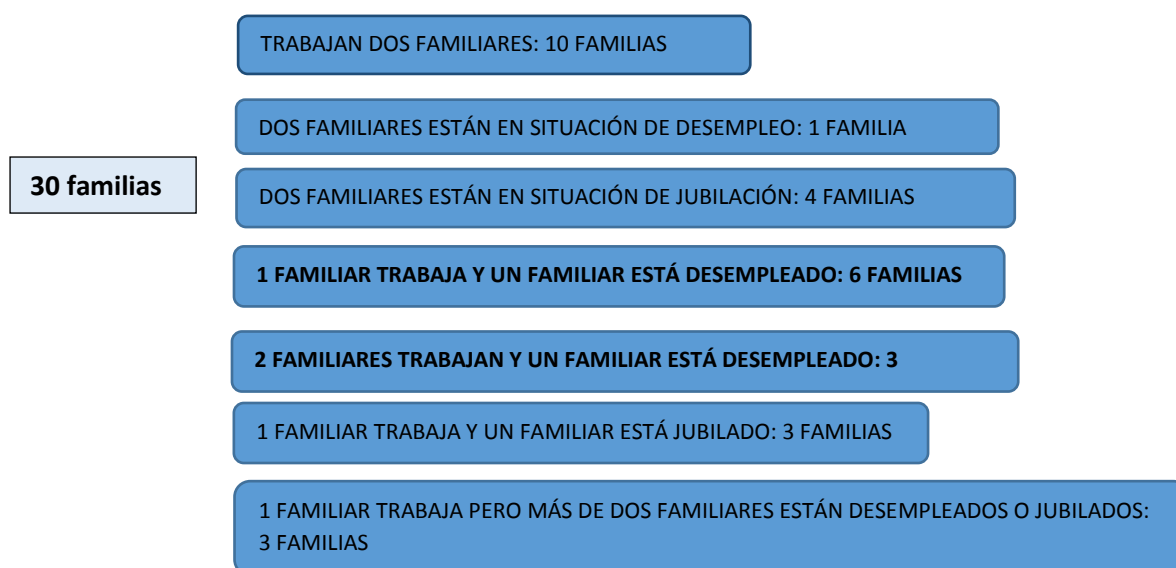 TRABAJAN DOS FAMILIARES: 10 FAMILIAS
DOS FAMILIARES ESTÁN EN SITUACIÓN DE DESEMPLEO: 1 FAMILIA
30 familias
DOS FAMILIARES ESTÁN EN SITUACIÓN DE JUBILACIÓN: 4 FAMILIAS
1 FAMILIAR TRABAJA Y UN FAMILIAR ESTÁ DESEMPLEADO: 6 FAMILIAS
2 FAMILIARES TRABAJAN Y UN FAMILIAR ESTÁ DESEMPLEADO: 3
1 FAMILIAR TRABAJA Y UN FAMILIAR ESTÁ JUBILADO: 3 FAMILIAS
1 FAMILIAR TRABAJA PERO MÁS DE DOS FAMILIARES ESTÁN DESEMPLEADOS O JUBILADOS:
3 FAMILIAS